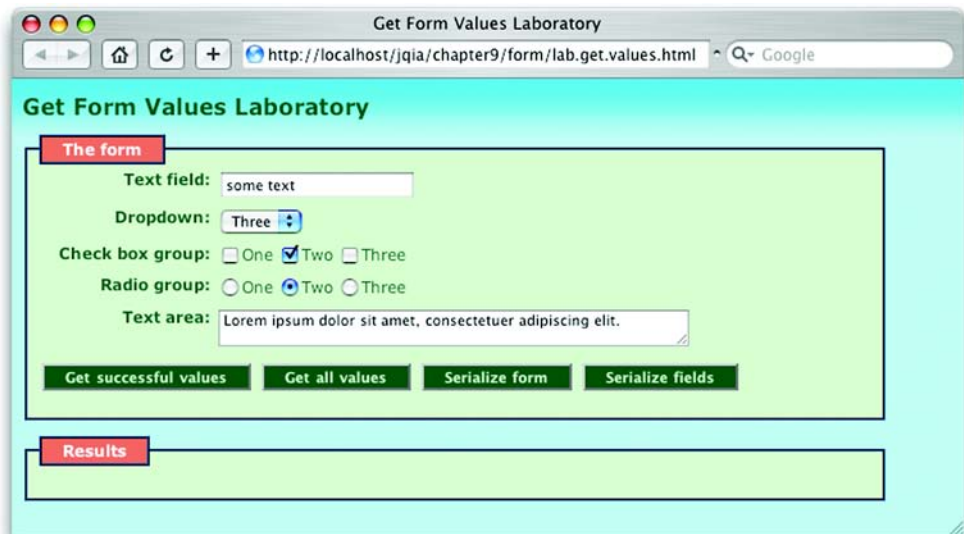 Get Form Values Laboratory
http://localhost/jqia/chapter9/form/lab.get.values.html
Google
Get Form Values Laboratory
The form
Text field: some text
Dropdown: Three
Check box group: One Two Three
Radio group: One Two Three
Text area: Lorem ipsum dolor sit amet, consectetuer adipiscing elit.
Get successful values Get all values Serialize form Serialize fields
Results